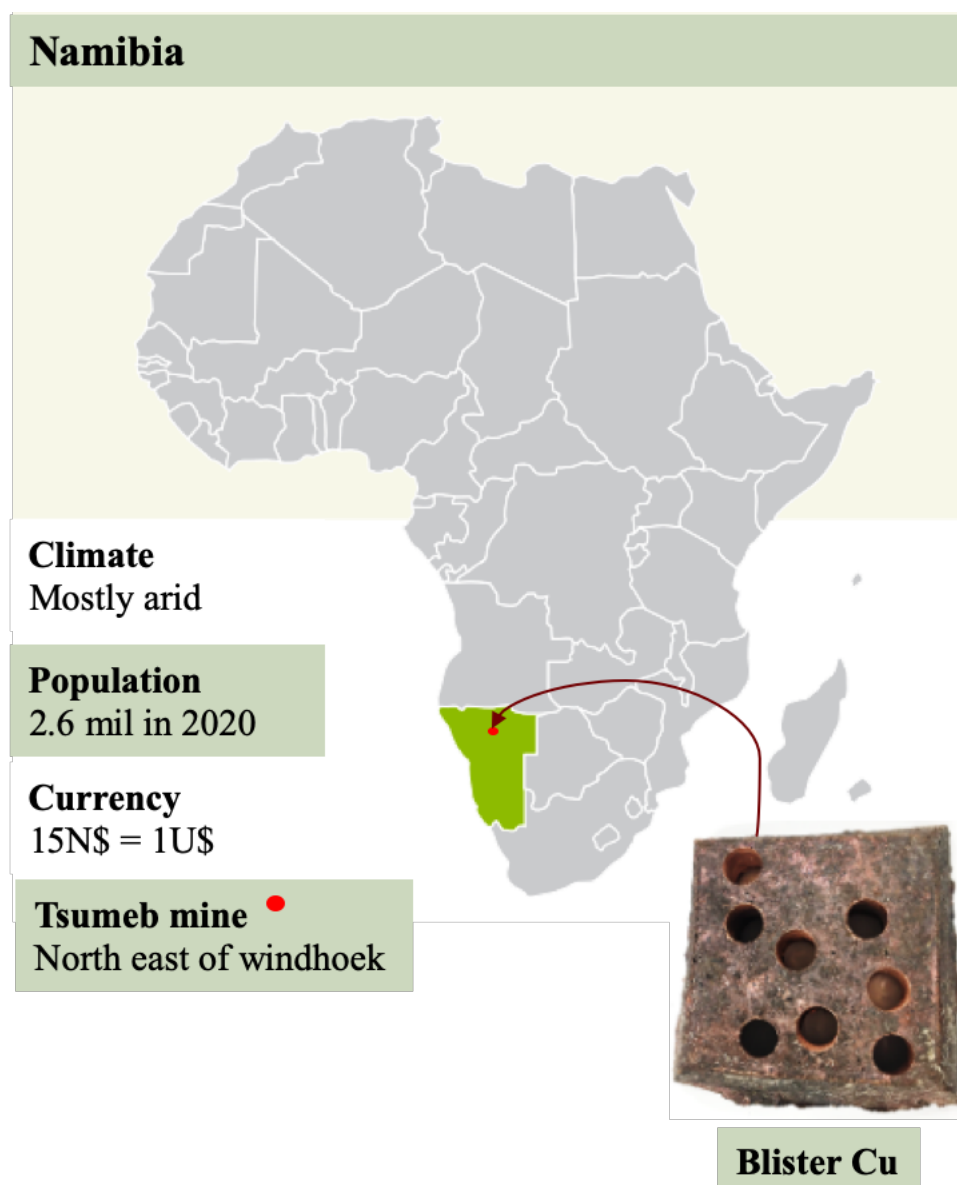 Namibia
Climate
Mostly arid
Population
2.6 mil in 2020
Currency
15N$ = 1U$
Tsumeb mine
North east of windhoek
Blister Cu